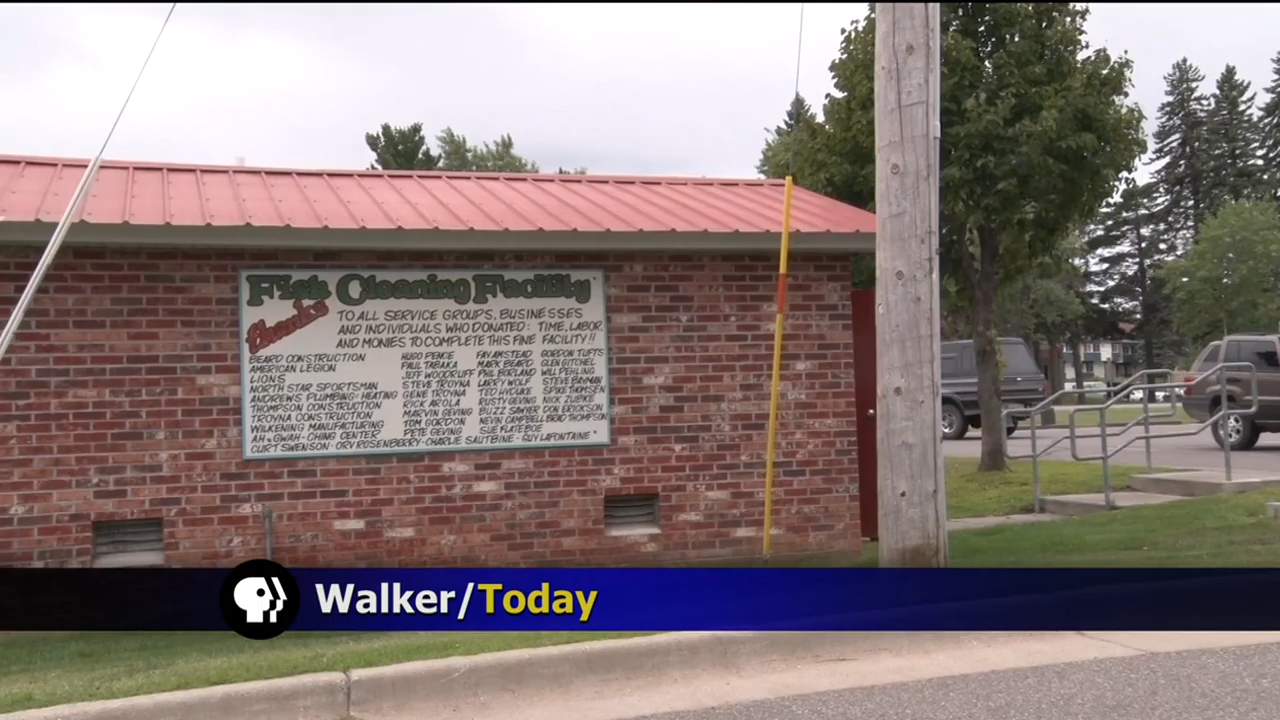 Fish Cleaning Facility
Thanks
TO ALL SERVICE GROUPS, BUSINESSES
AND INDIVIDUALS WHO DONATED: TIME, LABOR,
AND MONIES TO COMPLETE THIS FINE FACILITY!!
BEARD CONSTRUCTION HUGO PENCE FAY AMSTEAD GORDON TUFTS
AMERICAN LEGION PAUL TABAKA MARK BEARD GLEN GITCHEL
LIONS JEFF WOODRUFF PHIL BORLAND WILL PEHLING
NORTH STAR SPORTSMAN STEVE TROYNA LARRY WOLF STEVE
ANDREWS PLUMBING + HEATING GENE TROYNA TED HYDUKE SPIKE THOMSEN
THOMPSON CONSTRUCTION RICK AROLA RUSTY GEVING NICK ZUBKE
TROYNA CONSTRUCTION MARVIN GEVING BUZZ SAWYER DON ERICKSON
WILKENING MANUFACTURING TOM GORDON NEVIN CAMPBELL BRAD THOMPSON
AH-GWAH-CHING CENTER PETE GEVING SUE
CURT SWENSON - ORV ROSENBERRY - CHARLIE SAUTBINE - GUY LAFONTAINE
Walker/Today